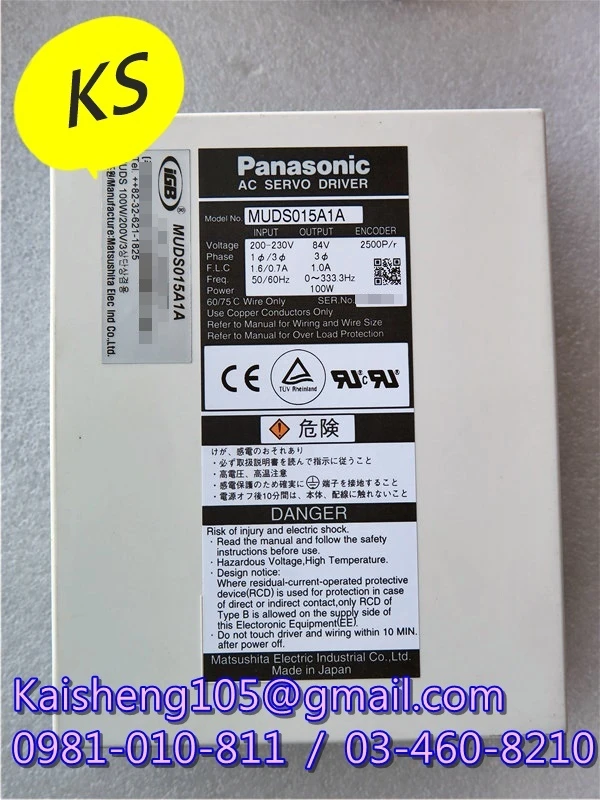 KS
iGB ®
MUDS015A1A
Tel. ++82-32-621-1825
UDS 100W/200V/3상단상겸용
원/Manufacture:Matsushita Elec Ind Co.,Ltd.
Panasonic
AC SERVO DRIVER
Model No. MUDS015A1A
INPUT OUTPUT ENCODER
Voltage 200-230V 84V 2500P/r
Phase 1φ/3φ 3φ
F.L.C 1.6/0.7A 1.0A
Freq. 50/60Hz 0~333.3Hz
Power 100W
60/75℃ Wire Only SER.No.
Use Copper Conductors Only
Refer to Manual for Wiring and Wire Size
Refer to Manual for Over Load Protection
CE
TÜV Rheinland
c
危険
けが、感電のおそれあり
・必ず取扱説明書を読んで指示に従うこと
・高電圧、高温注意
・感電保護のため確実に端子を接地すること
・電源オフ後10分間は、本体、配線に触れないこと
DANGER
Risk of injury and electric shock.
・Read the manual and follow the safety
instructions before use.
・Hazardous Voltage,High Temperature.
・Design notice:
Where residual-current-operated protective
device(RCD) is used for protection in case
of direct or indirect contact,only RCD of
Type B is allowed on the supply side of
this Electoronic Equipment(EE).
・Do not touch driver and wiring within 10 MIN.
after power off.
Matsushita Electric Industrial Co.,Ltd.
Made in Japan
Kaisheng105@gmail.com
0981-010-811 / 03-460-8210